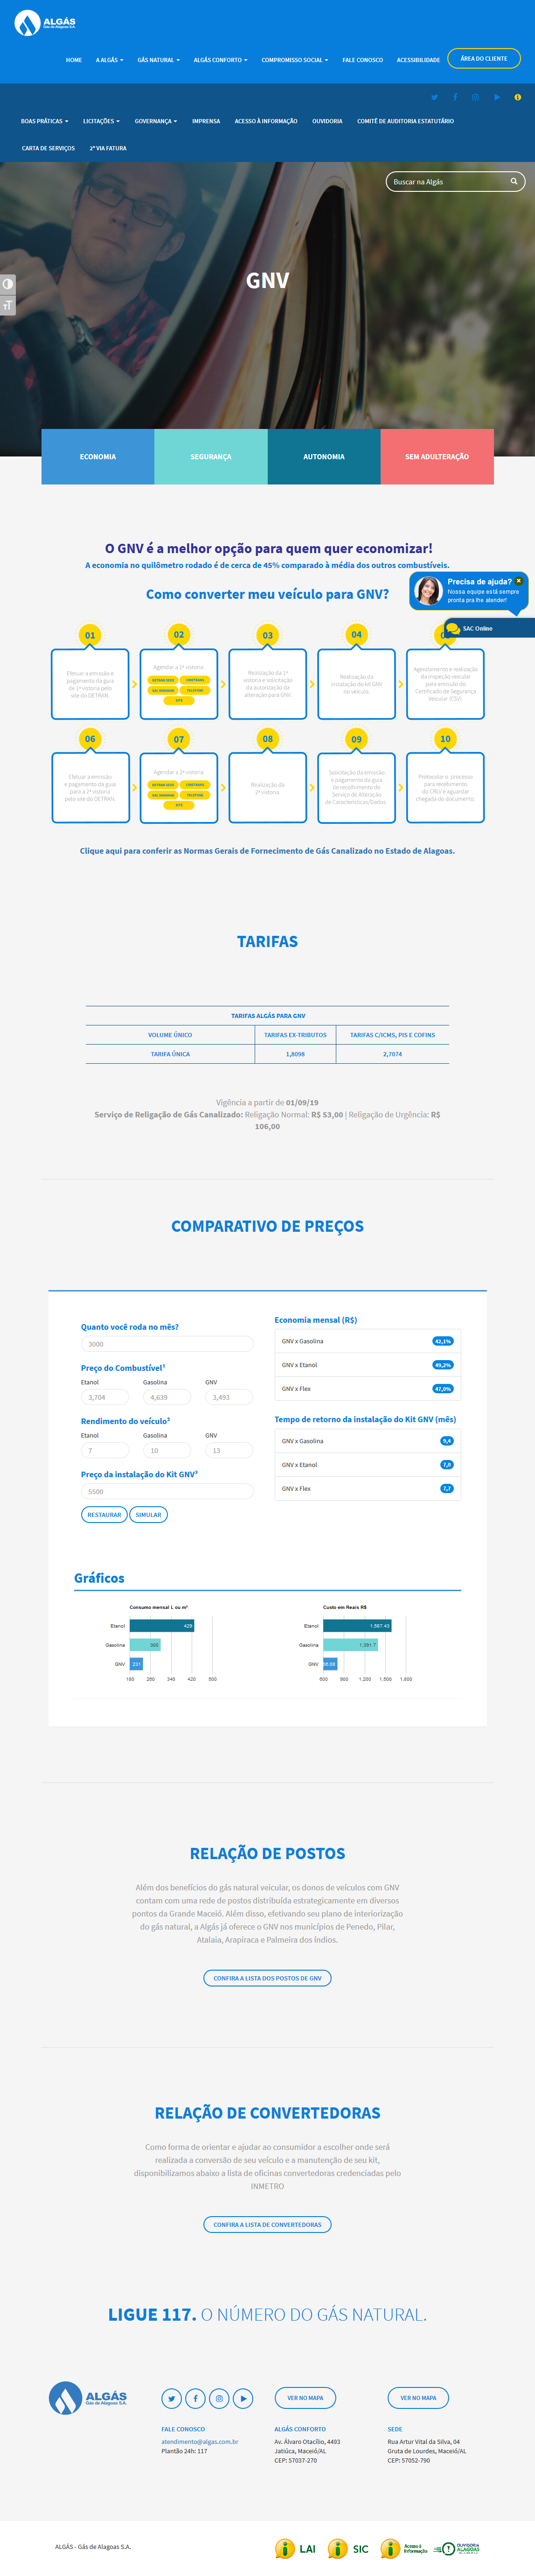 ALGÁS
Gás de Alagoas S.A.
HOME
A ALGÁS
GÁS NATURAL
ALGÁS CONFORTO
COMPROMISSO SOCIAL
FALE CONOSCO
ACESSIBILIDADE
ÁREA DO CLIENTE
BOAS PRÁTICAS
LICITAÇÕES
GOVERNANÇA
IMPRENSA
ACESSO À INFORMAÇÃO
OUVIDORIA
COMITÊ DE AUDITORIA ESTATUTÁRIO
CARTA DE SERVIÇOS
2ª VIA FATURA
Buscar na Algás
GNV
ECONOMIA
SEGURANÇA
AUTONOMIA
SEM ADULTERAÇÃO
O GNV é a melhor opção para quem quer economizar!
A economia no quilômetro rodado é de cerca de 45% comparado à média dos outros combustíveis.
Precisa de ajuda?
Nossa equipe está sempre
pronta pra lhe atender!
SAC Online
Como converter meu veículo para GNV?
01
Efetuar a emissão e
pagamento da guia
de 1ª vistoria pelo
site do DETRAN.
02
Agendar a 1ª vistoria:
DETRAN SEDE
CIRETRANS
VAI VISTORIAR
TELEFONE
SITE
03
Realização da 1ª
vistoria e solicitação
da autorização da
alteração para GNV.
04
Realização da
instalação do kit GNV
no veículo.
Agendamento e realização
da inspeção veicular
para emissão do
Certificado de Segurança
Veicular (CSV).
06
Efetuar a emissão
e pagamento da guia
para a 2ª vistoria
pelo site do DETRAN.
07
Agendar a 2ª vistoria:
DETRAN SEDE
CIRETRANS
VAI VISTORIAR
TELEFONE
SITE
08
Realização da
2ª vistoria.
09
Solicitação da emissão
e pagamento da guia
de recolhimento do
Serviço de Alteração
de Características/Dados.
10
Protocolar o processo
para recebimento
do CRLV e aguardar
chegada do documento.
Clique aqui para conferir as Normas Gerais de Fornecimento de Gás Canalizado no Estado de Alagoas.
TARIFAS
TARIFAS ALGÁS PARA GNV
VOLUME ÚNICO
TARIFAS EX-TRIBUTOS
TARIFAS C/ICMS, PIS E COFINS
TARIFA ÚNICA
1,8098
2,7074
Vigência a partir de 01/09/19
Serviço de Religação de Gás Canalizado: Religação Normal: R$ 53,00 | Religação de Urgência: R$
106,00
COMPARATIVO DE PREÇOS
Quanto você roda no mês?
3000
Preço do Combustível¹
Etanol
Gasolina
GNV
3,704
4,639
3,493
Rendimento do veículo²
Etanol
Gasolina
GNV
7
10
13
Preço da instalação do Kit GNV³
5500
RESTAURAR
SIMULAR
Economia mensal (R$)
GNV x Gasolina
42,1%
GNV x Etanol
49,2%
GNV x Flex
47,0%
Tempo de retorno da instalação do Kit GNV (mês)
GNV x Gasolina
9,4
GNV x Etanol
7,0
GNV x Flex
7,7
Gráficos
Consumo mensal L ou m³
Etanol
Gasolina
GNV
231
180
260
340
420
500
Custo em Reais R$
Etanol
1,587.43
Gasolina
1,391.7
GNV
600
900
1,200
1,500
1,800
RELAÇÃO DE POSTOS
Além dos benefícios do gás natural veicular, os donos de veículos com GNV
contam com uma rede de postos distribuída estrategicamente em diversos
pontos da Grande Maceió. Além disso, efetivando seu plano de interiorização
do gás natural, a Algás já oferece o GNV nos municípios de Penedo, Pilar,
Atalaia, Arapiraca e Palmeira dos Índios.
CONFIRA A LISTA DOS POSTOS DE GNV
RELAÇÃO DE CONVERTEDORAS
Como forma de orientar e ajudar ao consumidor a escolher onde será
realizada a conversão de seu veículo e a manutenção de seu kit,
disponibilizamos abaixo a lista de oficinas convertedoras credenciadas pelo
INMETRO
CONFIRA A LISTA DE CONVERTEDORAS
LIGUE 117. O NÚMERO DO GÁS NATURAL.
ALGÁS
Gás de Alagoas S.A.
VER NO MAPA
VER NO MAPA
FALE CONOSCO
atendimento@algas.com.br
Plantão 24h: 117
ALGÁS CONFORTO
Av. Álvaro Otacílio, 4493
Jatiúca, Maceió/AL
CEP: 57037-270
SEDE
Rua Artur Vital da Silva, 04
Gruta de Lourdes, Maceió/AL
CEP: 57052-790
ALGÁS - Gás de Alagoas S.A.
LAI
SIC
Acesso à
Informação
OUVIDORIA
ALAGOAS